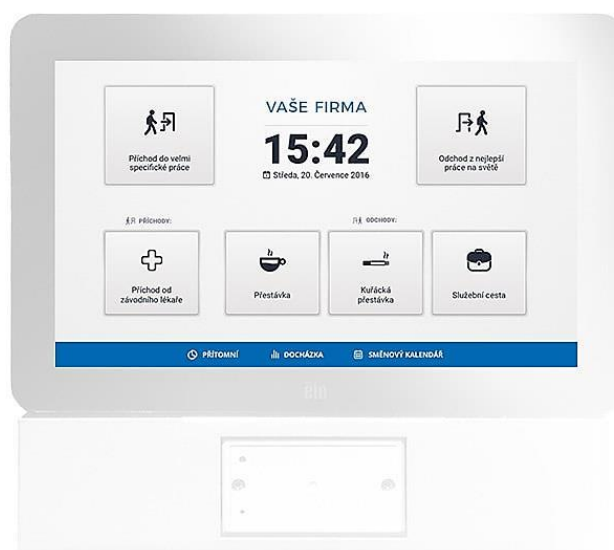 VAŠE FIRMA
15:42
Středa, 20. Července 2016
Příchod do velmi
specifické práce
Odchod z nejlepší
práce na světě
PŘÍCHODY:
ODCHODY:
Příchod od
závodního lékaře
Přestávka
Kuřácká
přestávka
Služební cesta
PŘÍTOMNÍ
DOCHÁZKA
SMĚNOVÝ KALENDÁŘ
elo